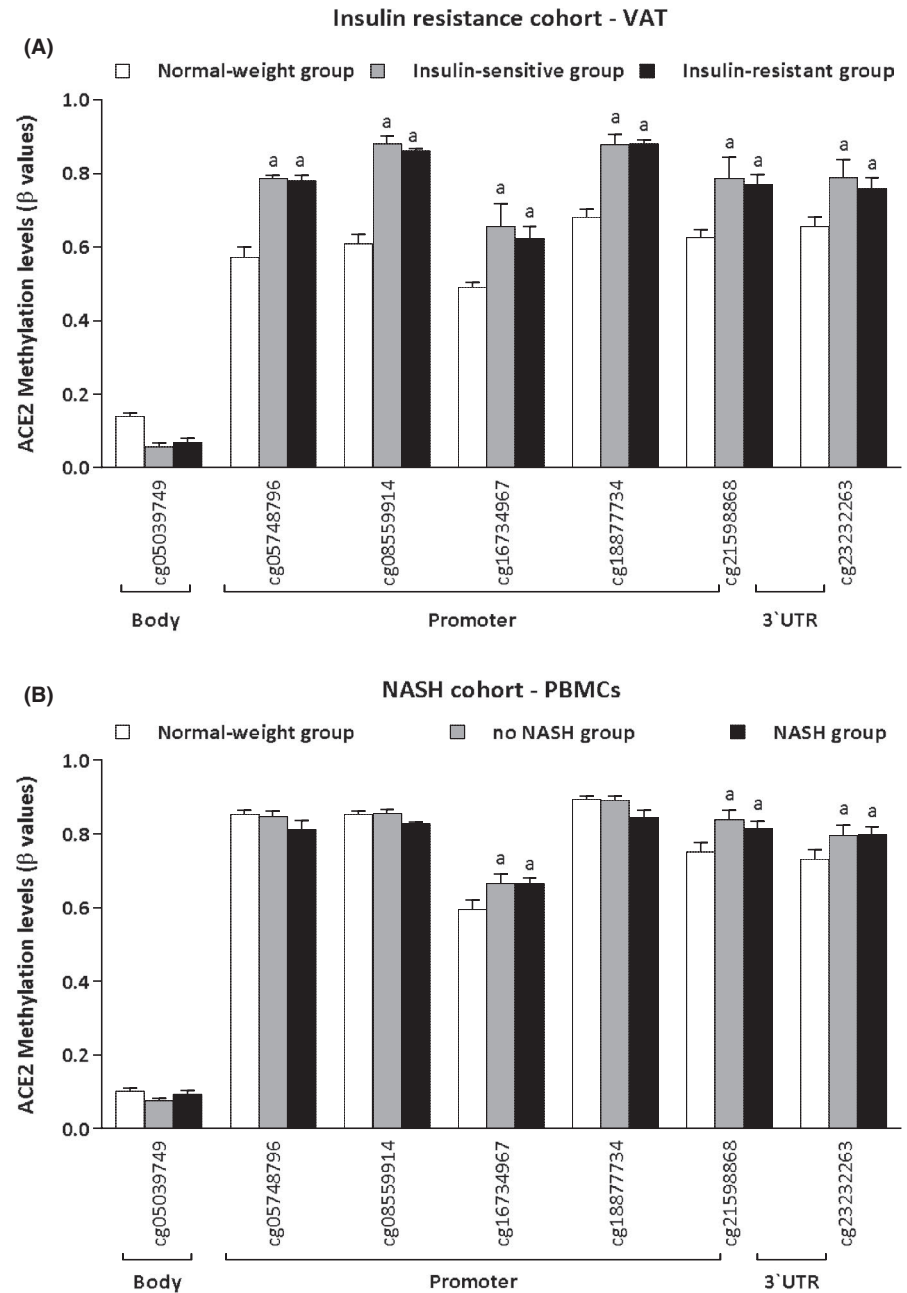 Insulin resistance cohort - VAT
(A)
Normal-weight group Insulin-sensitive group Insulin-resistant group
ACE2 Methylation levels (β values)
1.0
0.8
0.6
0.4
0.2
0.0
a a a a a a a a a a a a
cg05039749 cg05748796 cg08559914 cg16734967 cg18877734 cg21598868 cg23232263
Body Promoter 3`UTR
NASH cohort - PBMCs
(B)
Normal-weight group no NASH group NASH group
ACE2 Methylation levels (β values)
1.0
0.8
0.6
0.4
0.2
0.0
a a a a a a
cg05039749 cg05748796 cg08559914 cg16734967 cg18877734 cg21598868 cg23232263
Body Promoter 3`UTR